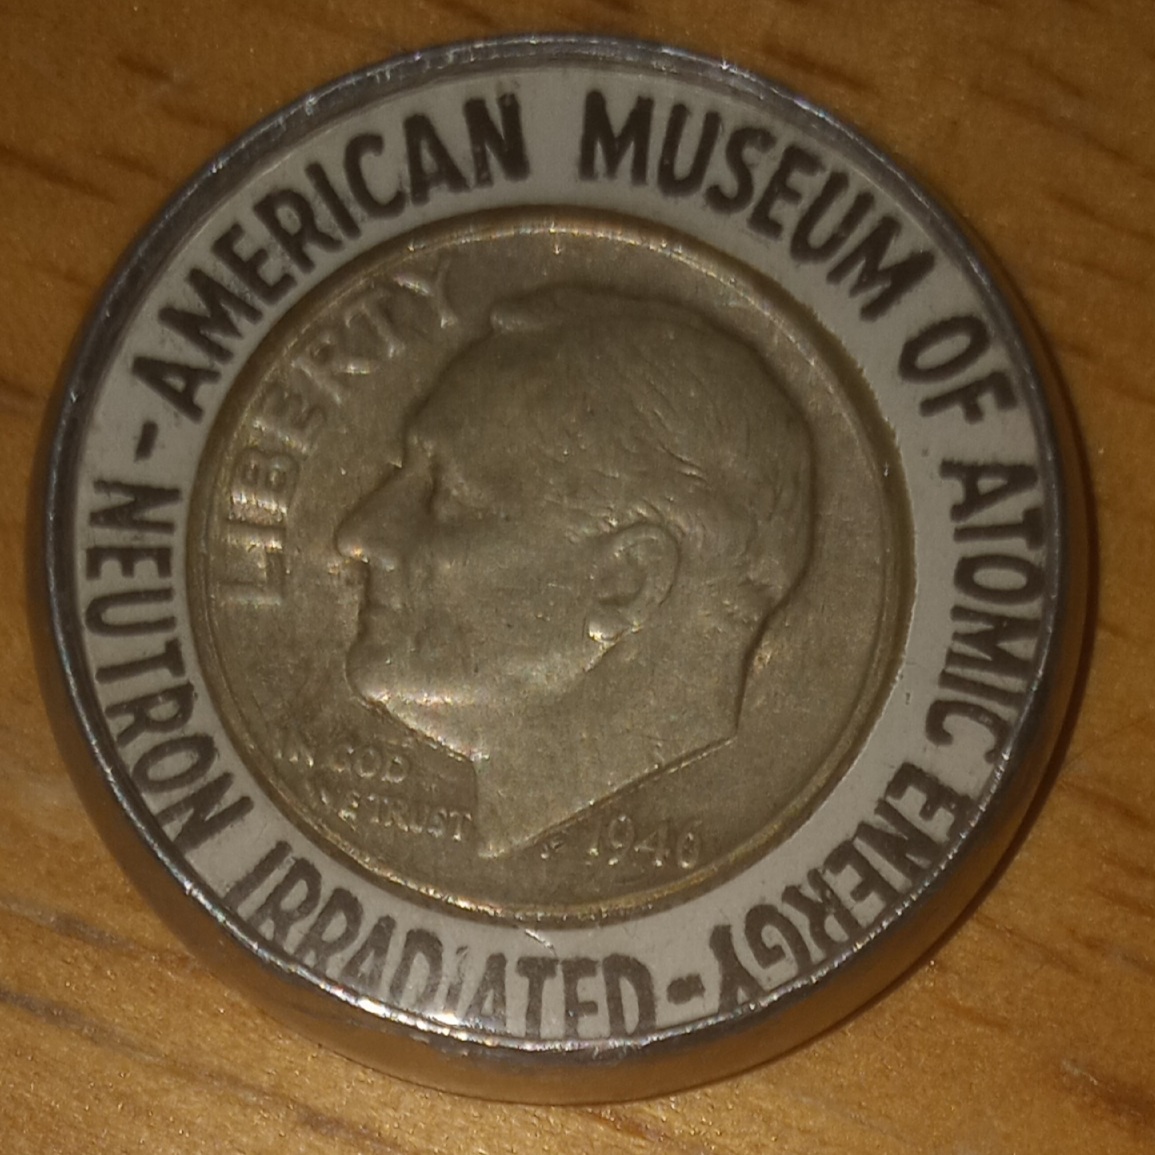 AMERICAN MUSEUM OF ATOMIC ENERGY -
NEUTRON IRRADIATED -
LIBERTY
IN GOD
WE TRUST
1946